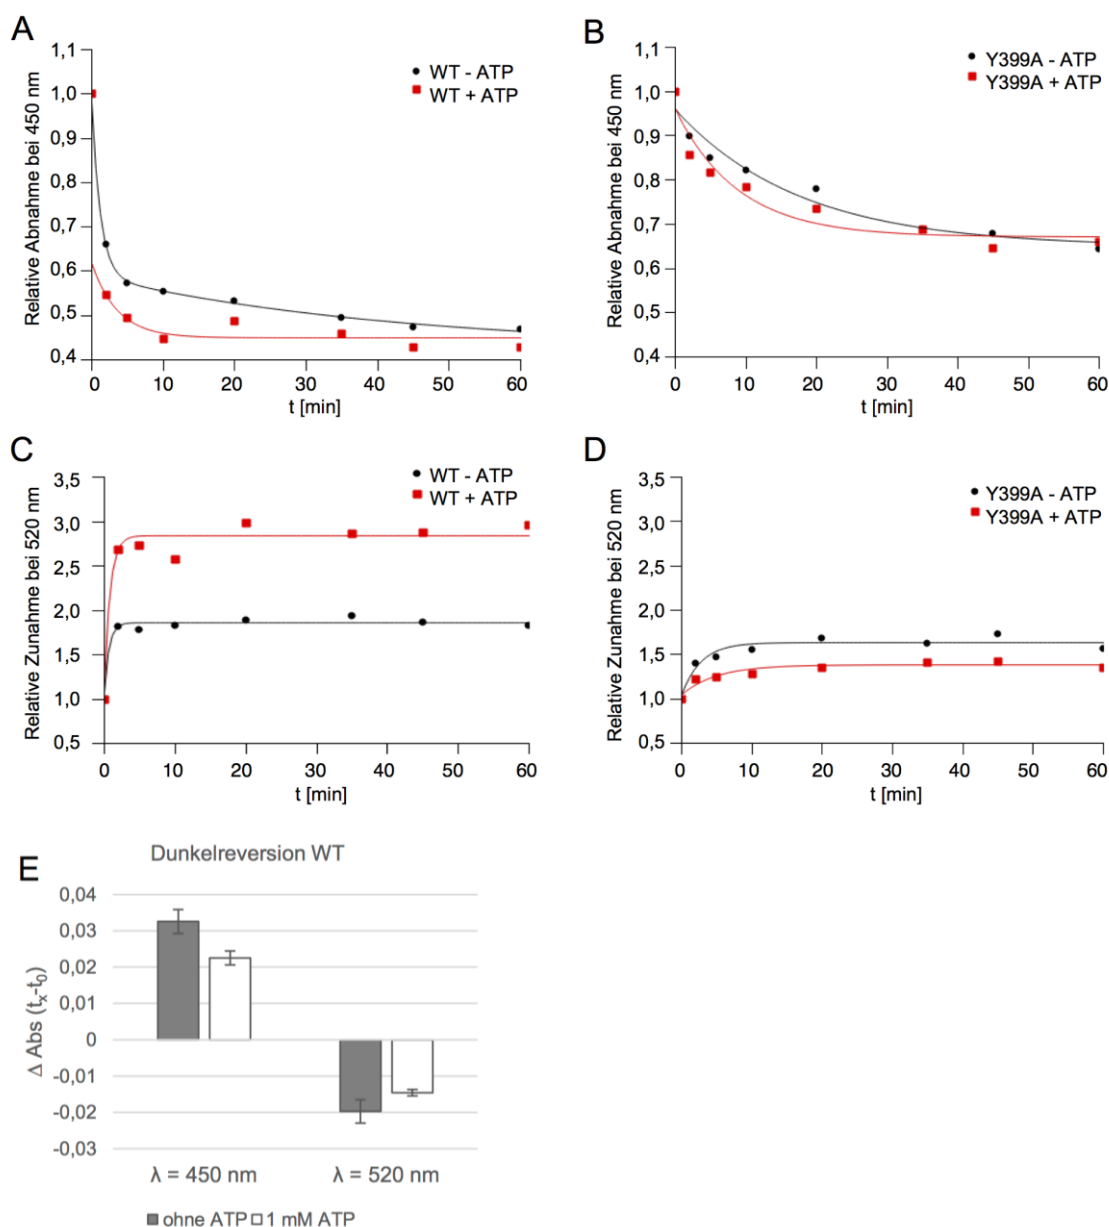 A
Relative Abnahme bei 450 nm
1,1
1,0
0,9
0,8
0,7
0,6
0,5
0,4
WT - ATP
WT + ATP
0 10 20 30 40 50 60
t [min]
B
Relative Abnahme bei 450 nm
1,1
1,0
0,9
0,8
0,7
0,6
0,5
0,4
Y399A - ATP
Y399A + ATP
0 10 20 30 40 50 60
t [min]
C
Relative Zunahme bei 520 nm
3,5
3,0
2,5
2,0
1,5
1,0
0,5
WT - ATP
WT + ATP
0 10 20 30 40 50 60
t [min]
D
Relative Zunahme bei 520 nm
3,5
3,0
2,5
2,0
1,5
1,0
0,5
Y399A - ATP
Y399A + ATP
0 10 20 30 40 50 60
t [min]
E
Dunkelreversion WT
Δ Abs (tₓ-t₀)
0,04
0,03
0,02
0,01
0
-0,01
-0,02
-0,03
λ = 450 nm λ = 520 nm
ohne ATP 1 mM ATP